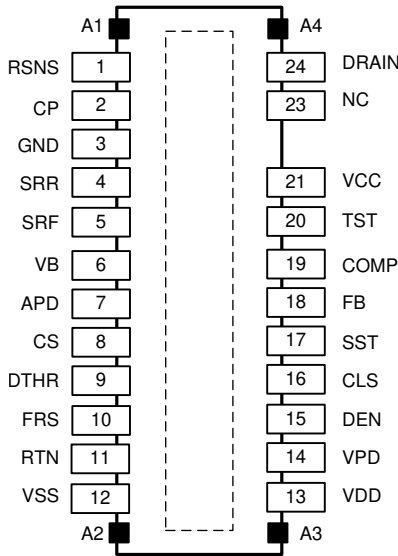 A1 A4
RSNS 1 24 DRAIN
CP 2 23 NC
GND 3
SRR 4 21 VCC
SRF 5 20 TST
VB 6 19 COMP
APD 7 18 FB
CS 8 17 SST
DTHR 9 16 CLS
FRS 10 15 DEN
RTN 11 14 VPD
VSS 12 13 VDD
A2 A3